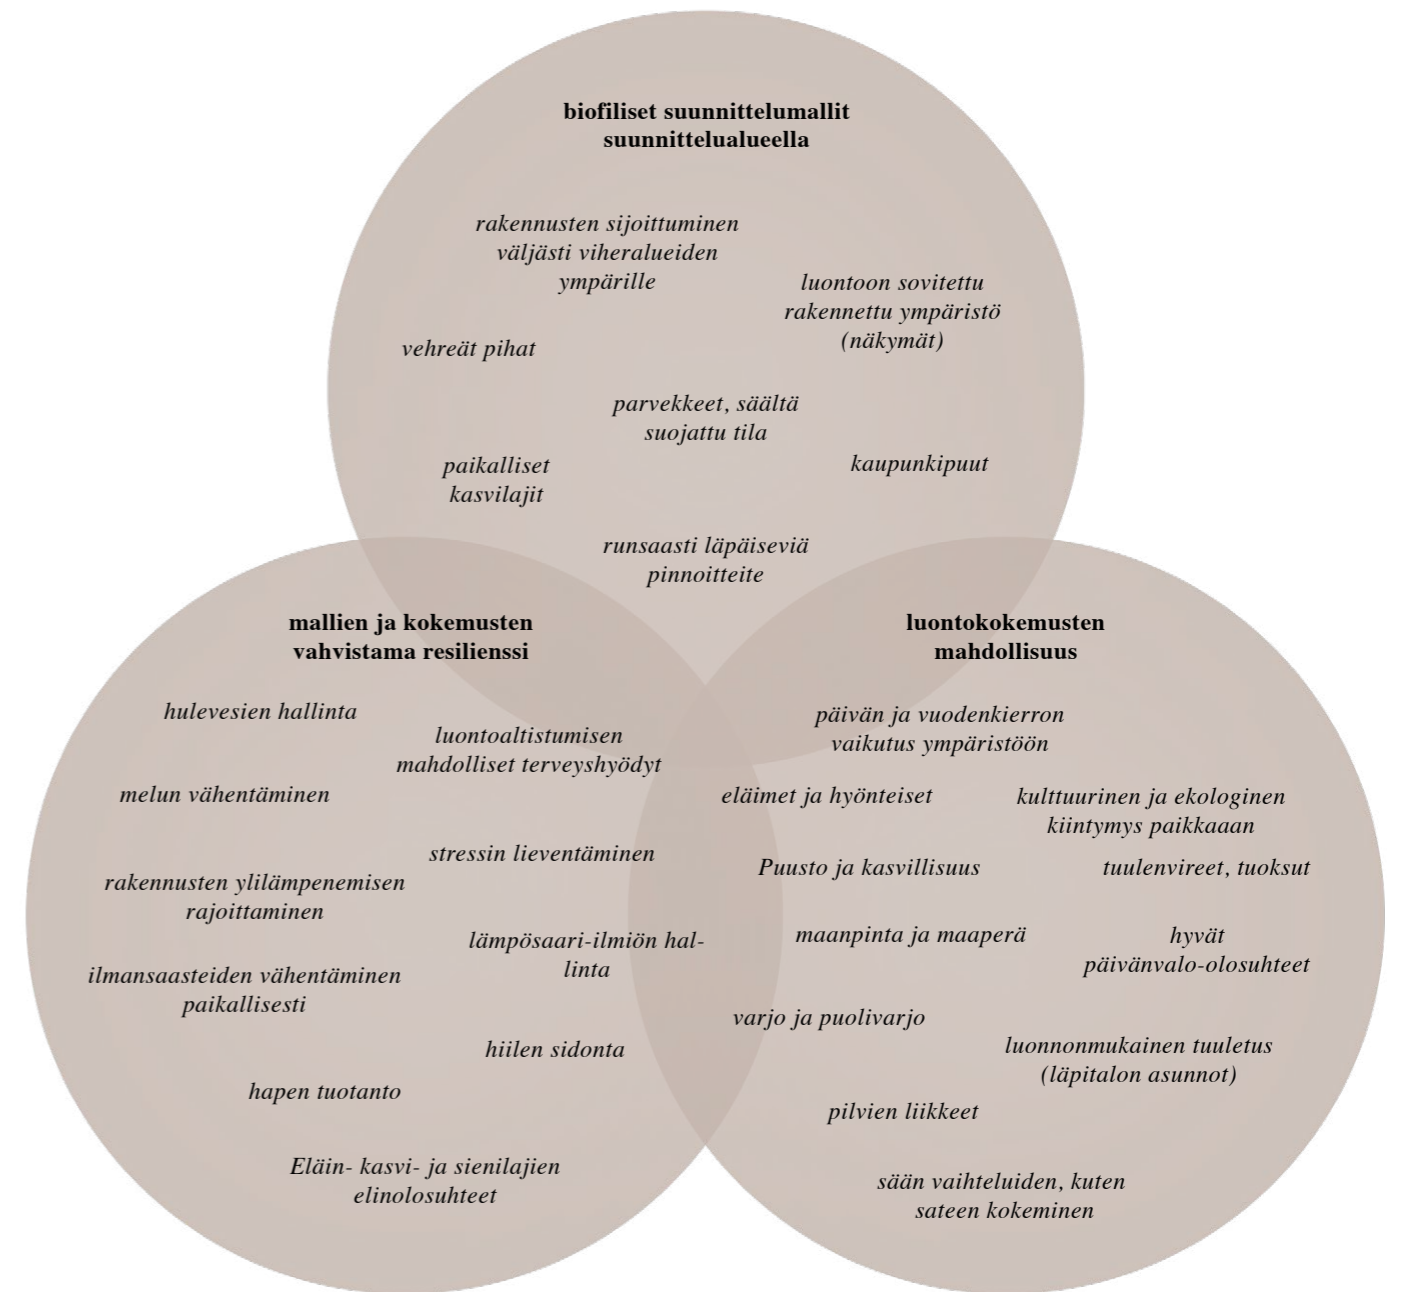 biofiliset suunnittelumallit
suunnittelualueella
rakennusten sijoittuminen
väljästi viheralueiden
ympärille
luontoon sovitettu
rakennettu ympäristö
(näkymät)
vehreät pihat
parvekkeet, säältä
suojattu tila
paikalliset
kasvilajit
kaupunkipuut
runsaasti läpäiseviä
pinnoitteite
mallien ja kokemusten
vahvistama resilienssi
hulevesien hallinta
luontoaltistumisen
mahdolliset terveyshyödyt
melun vähentäminen
stressin lieventäminen
rakennusten ylilämpenemisen
rajoittaminen
lämpösaari-ilmiön hal-
linta
ilmansaasteiden vähentäminen
paikallisesti
hiilen sidonta
hapen tuotanto
Eläin- kasvi- ja sienilajien
elinolosuhteet
luontokokemusten
mahdollisuus
päivän ja vuodenkierron
vaikutus ympäristöön
eläimet ja hyönteiset
kulttuurinen ja ekologinen
kiintymys paikkaaan
Puusto ja kasvillisuus
tuulenvireet, tuoksut
maanpinta ja maaperä
hyvät
päivänvalo-olosuhteet
varjo ja puolivarjo
luonnonmukainen tuuletus
(läpitalon asunnot)
pilvien liikkeet
sään vaihteluiden, kuten
sateen kokeminen